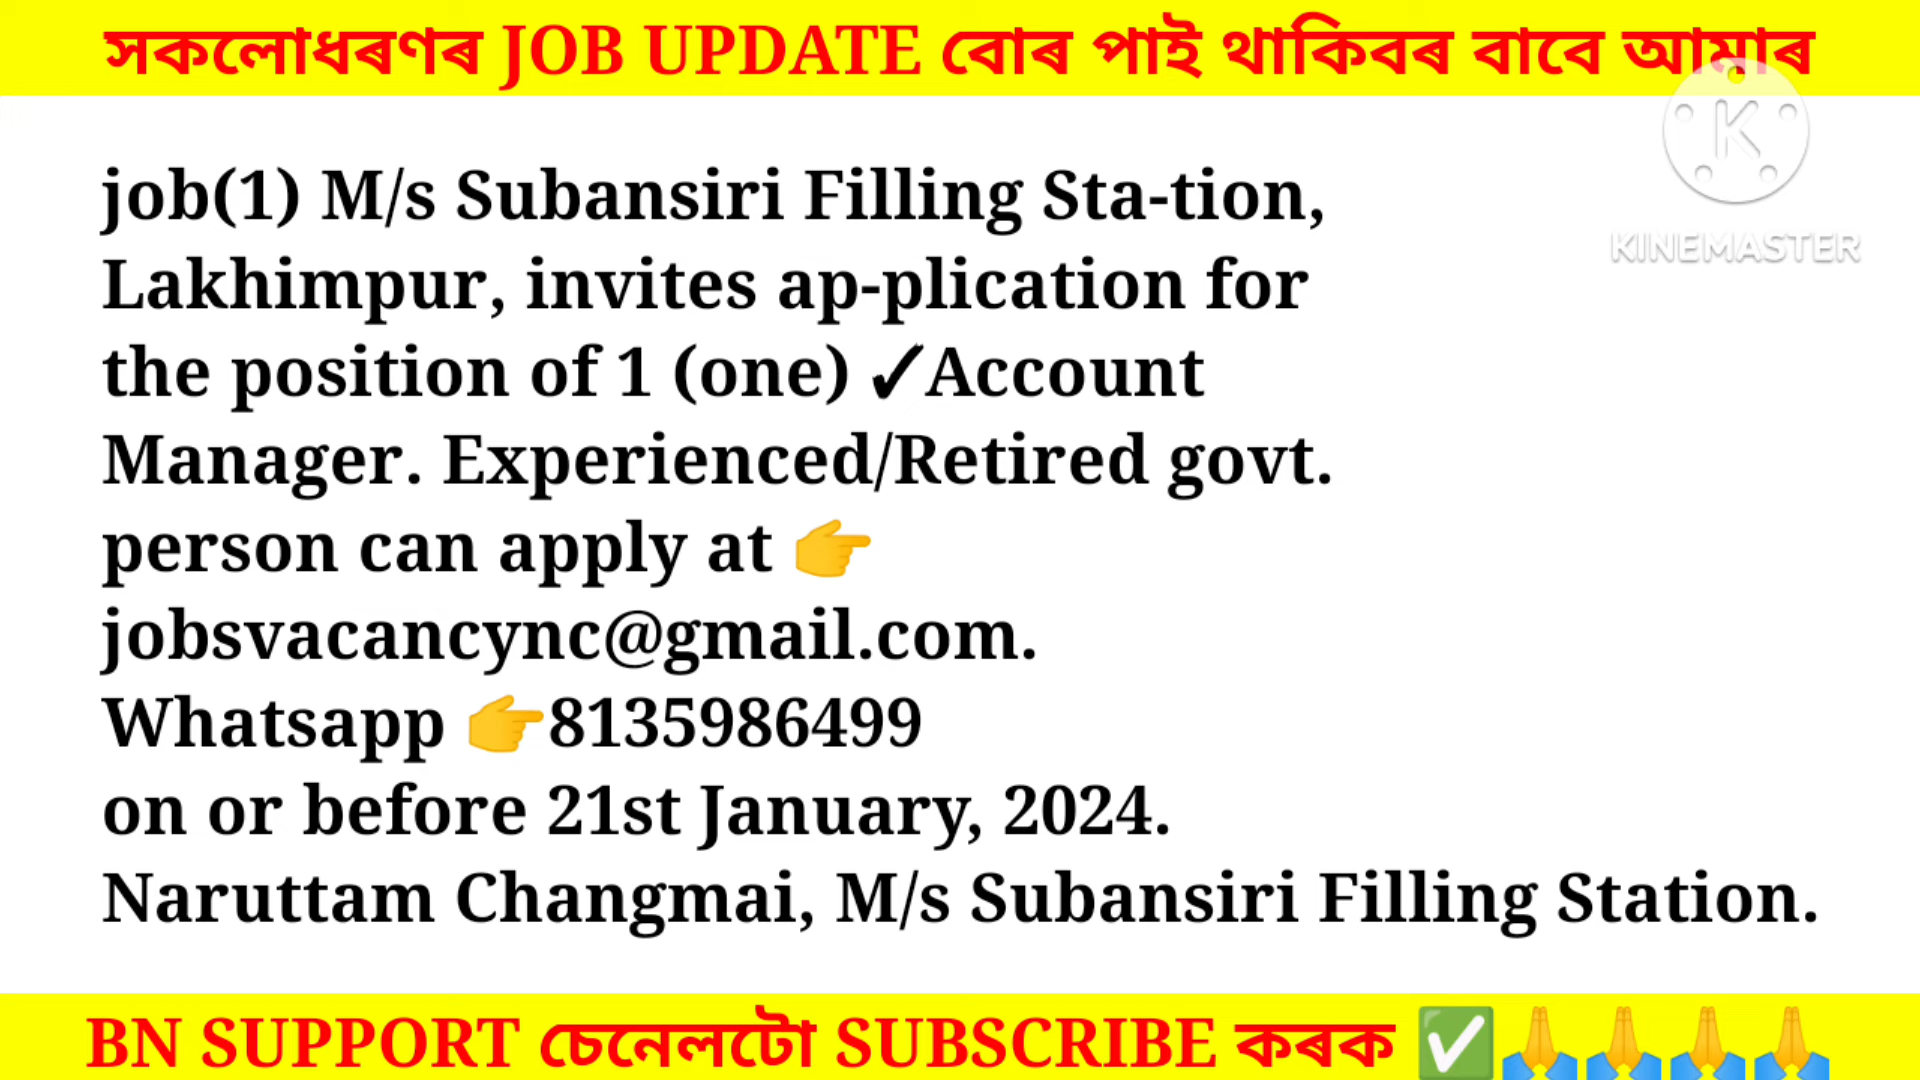 সকলোধৰণৰ JOB UPDATE বোৰ পাই থাকিবৰ বাবে আমাৰ
KINEMASTER
job(1) M/s Subansiri Filling Sta-tion,
Lakhimpur, invites ap-plication for
the position of 1 (one) ✓Account
Manager. Experienced/Retired govt.
person can apply at 👉
jobsvacancync@gmail.com.
Whatsapp 👉8135986499
on or before 21st January, 2024.
Naruttam Changmai, M/s Subansiri Filling Station.
BN SUPPORT চেনেলটো SUBSCRIBE কৰক ✅🙏🙏🙏🙏